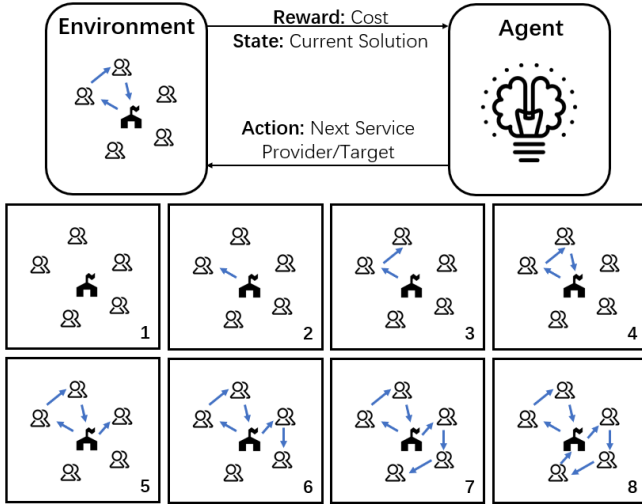 Environment
Reward: Cost
State: Current Solution
Agent
Action: Next Service
Provider/Target
1
2
3
4
5
6
7
8